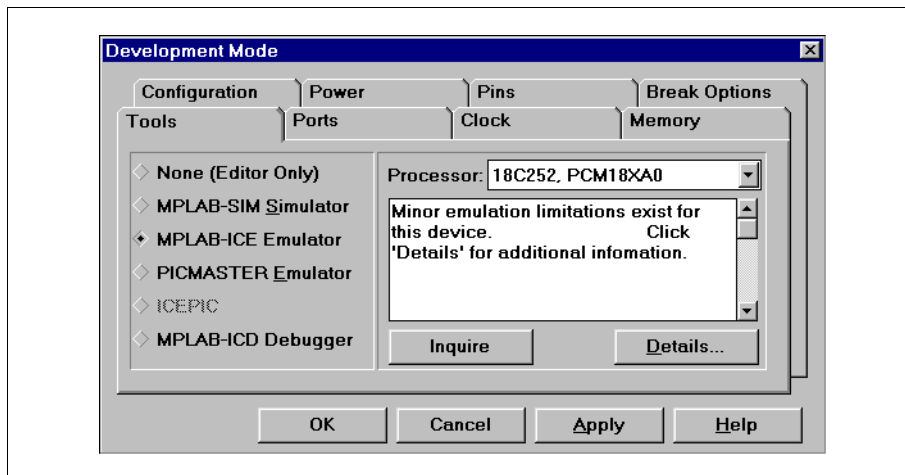 Development Mode
Configuration Power Pins Break Options
Tools Ports Clock Memory
None (Editor Only)
MPLAB-SIM Simulator
MPLAB-ICE Emulator
PICMASTER Emulator
ICEPIC
MPLAB-ICD Debugger
Processor: 18C252, PCM18XA0
Minor emulation limitations exist for
this device. Click
'Details' for additional infomation.
Inquire Details...
OK Cancel Apply Help